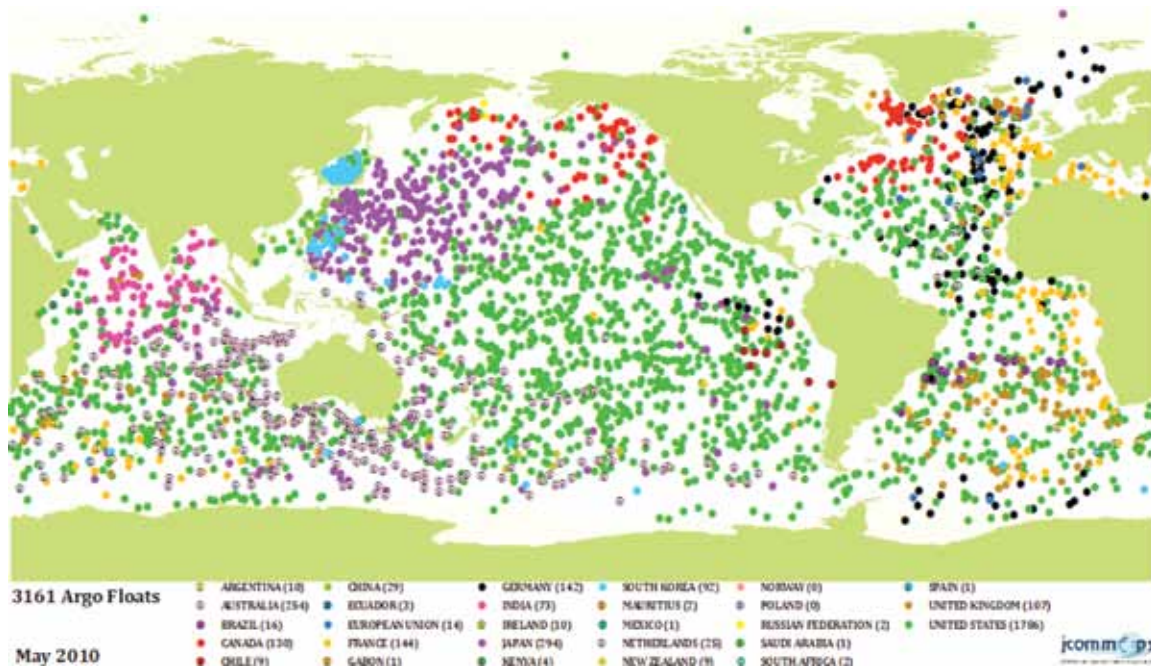 3161 Argo Floats
May 2010
ARGENTINA (10) CHINA (29) GERMANY (142) SOUTH KOREA (92) NORWAY (0) SPAIN (1)
AUSTRALIA (254) ECUADOR (3) INDIA (73) MAURITIUS (2) POLAND (0) UNITED KINGDOM (107)
BRAZIL (16) EUROPEAN UNION (14) IRELAND (10) MEXICO (1) RUSSIAN FEDERATION (2) UNITED STATES (1786)
CANADA (130) FRANCE (144) JAPAN (294) NETHERLANDS (25) SAUDI ARABIA (1)
CHILE (9) GABON (1) KENYA (4) NEW ZEALAND (9) SOUTH AFRICA (2)
jcommops